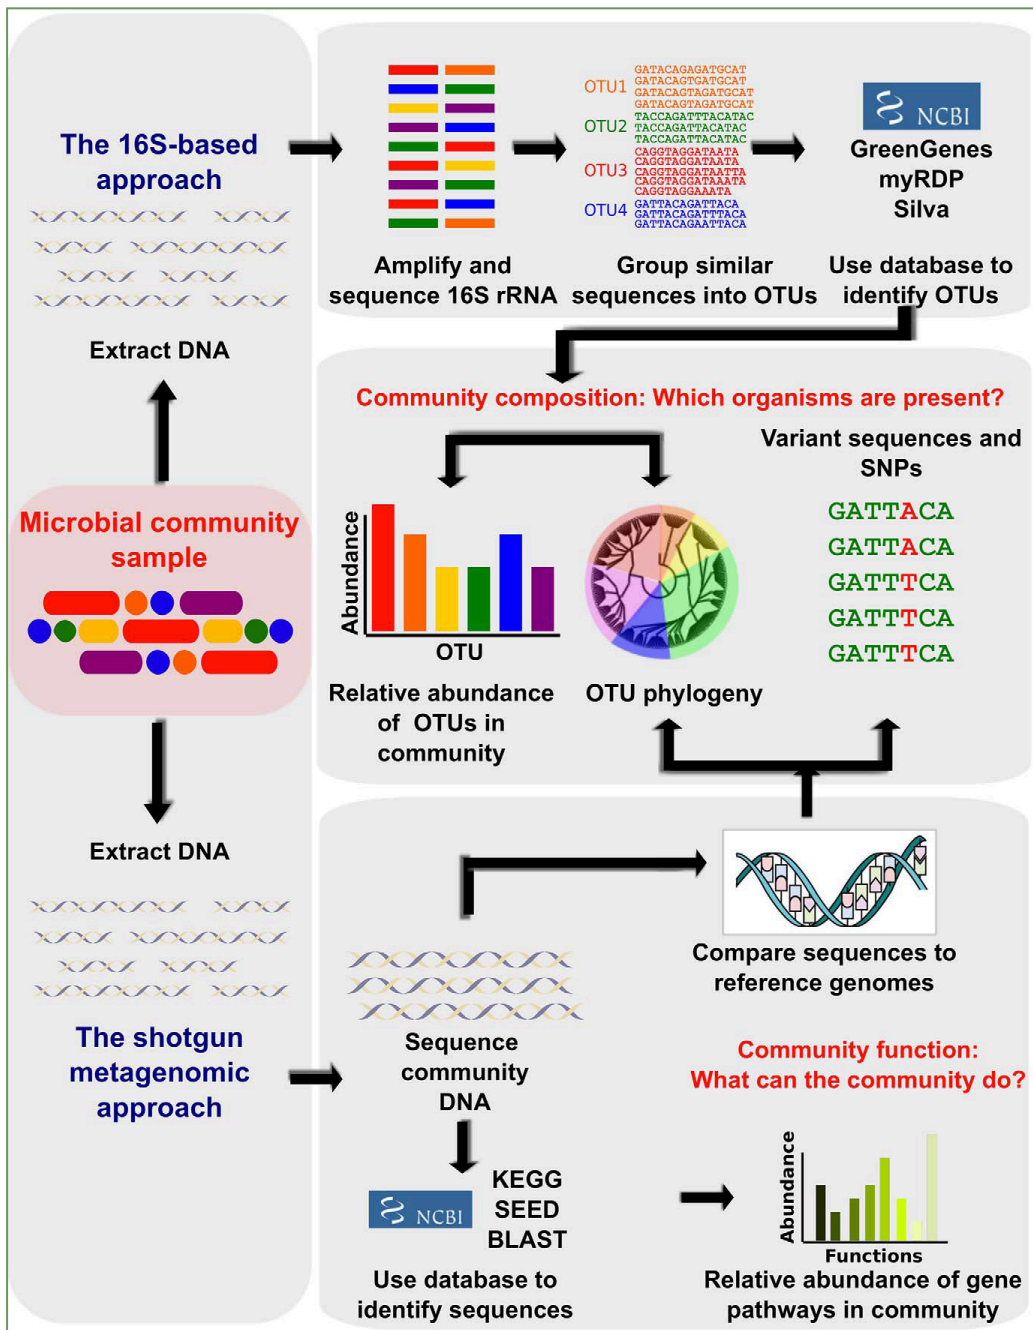 The 16S-based
approach
Extract DNA
Microbial community
sample
Extract DNA
The shotgun
metagenomic
approach
Amplify and
sequence 16S rRNA
OTU1
GATACAGAGATGCAT
GATACAGTGATGCAT
GATACAGTAGATGCAT
GATACAGTAGATGCAT
OTU2
TACCAGATTTACATAC
TACCAGATTACATAC
TACCAGATTACATAC
OTU3
CAGGTAGGATAATA
CAGGTAGGATAATA
CAGGTAGGATAATTA
CAGGTAGGATAAATA
CAGGTAGGAAATA
OTU4
GATTACAGATTACA
GATTACAGATTTACA
GATTACAGAATTACA
Group similar
sequences into OTUs
NCBI
GreenGenes
myRDP
Silva
Use database to
identify OTUs
Community composition: Which organisms are present?
Abundance
OTU
Relative abundance
of OTUs in
community
OTU phylogeny
Variant sequences and
SNPs
GATTACA
GATTACA
GATTTCA
GATTTCA
GATTTCA
Compare sequences to
reference genomes
Sequence
community
DNA
NCBI
KEGG
SEED
BLAST
Use database to
identify sequences
Community function:
What can the community do?
Abundance
Functions
Relative abundance of gene
pathways in community